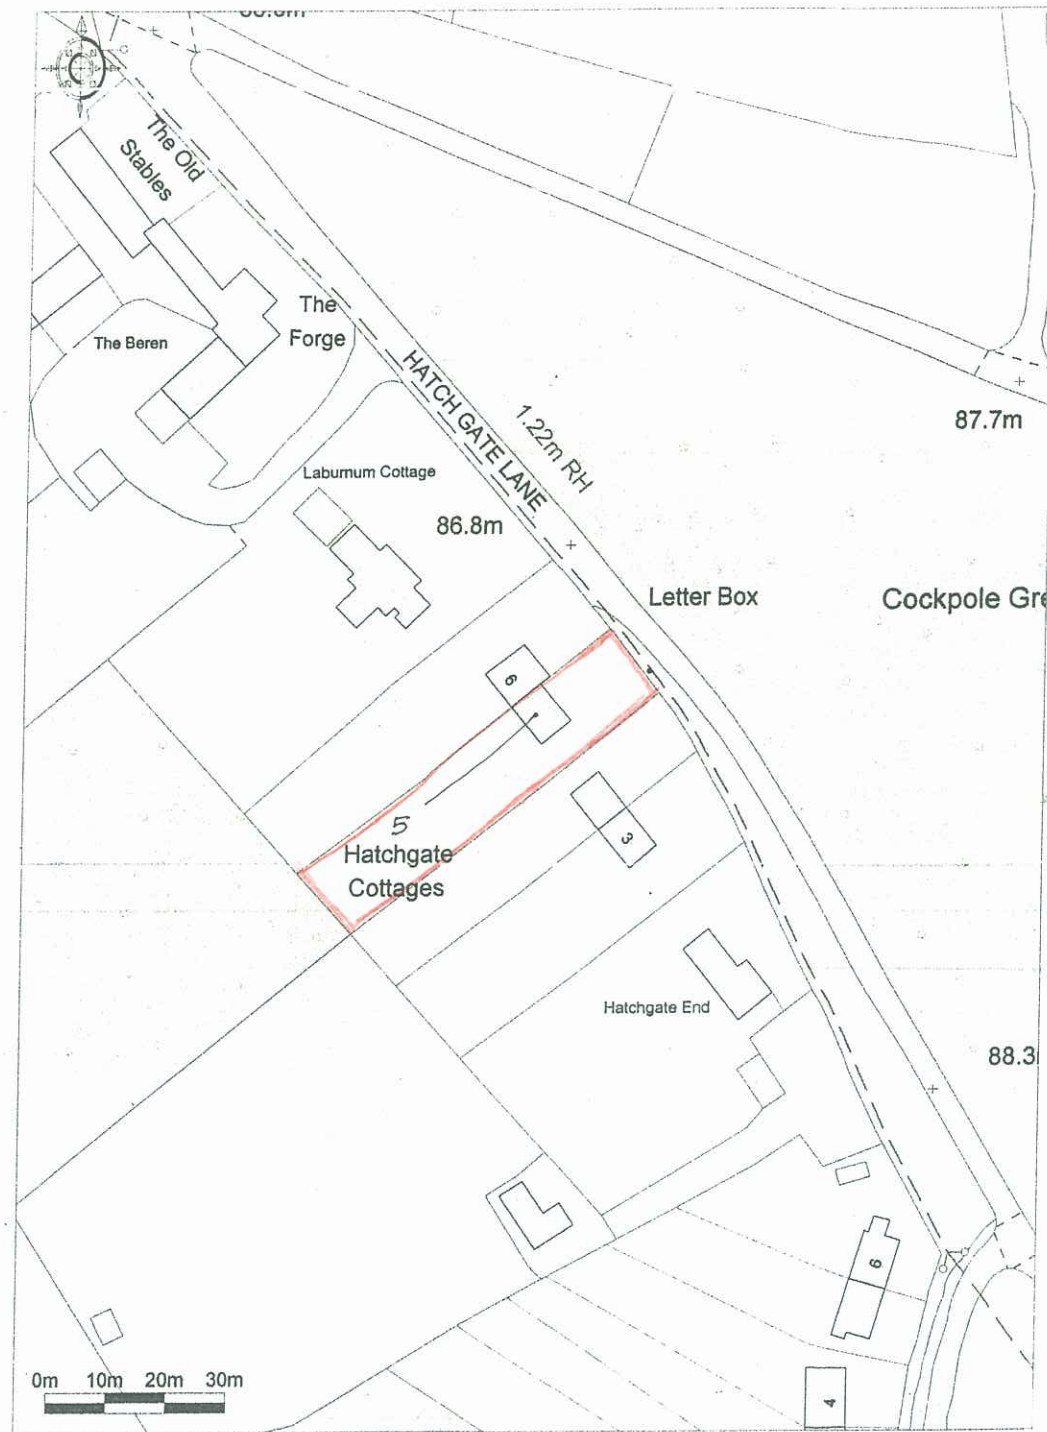 The Old
Stables
The
Forge
The Beren
HATCH GATE LANE
1.22m RH
87.7m
Laburnum Cottage
86.8m
Letter Box
Cockpole Gre
6
5
Hatchgate
Cottages
3
Hatchgate End
88.3
6
4
0m 10m 20m 30m